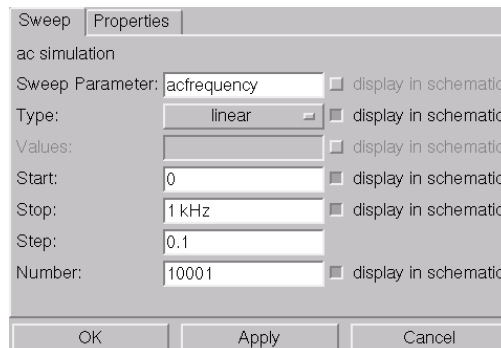 Sweep Properties
ac simulation
Sweep Parameter: acfrequency display in schematic
Type: linear display in schematic
Values: display in schematic
Start: 0 display in schematic
Stop: 1 kHz display in schematic
Step: 0.1
Number: 10001 display in schematic
OK Apply Cancel